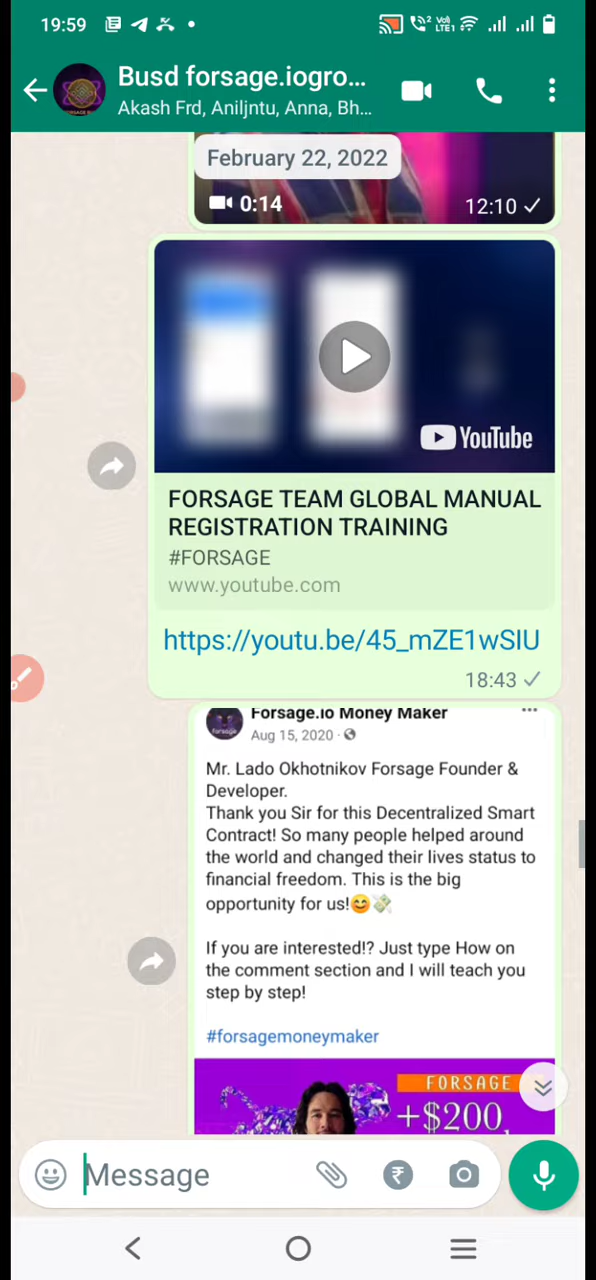 19:59
Vo)
LTE1
Busd forsage.iogro...
Akash Frd, Aniljntu, Anna, Bh...
February 22, 2022
0:14
12:10
YouTube
FORSAGE TEAM GLOBAL MANUAL
REGISTRATION TRAINING
#FORSAGE
www.youtube.com
https://youtu.be/45_mZE1wSIU
18:43
Forsage.io Money Maker
Aug 15, 2020 ·
Mr. Lado Okhotnikov Forsage Founder &
Developer.
Thank you Sir for this Decentralized Smart
Contract! So many people helped around
the world and changed their lives status to
financial freedom. This is the big
opportunity for us!😊💸
If you are interested!? Just type How on
the comment section and I will teach you
step by step!
#forsagemoneymaker
FORSAGE
+$200,
Message